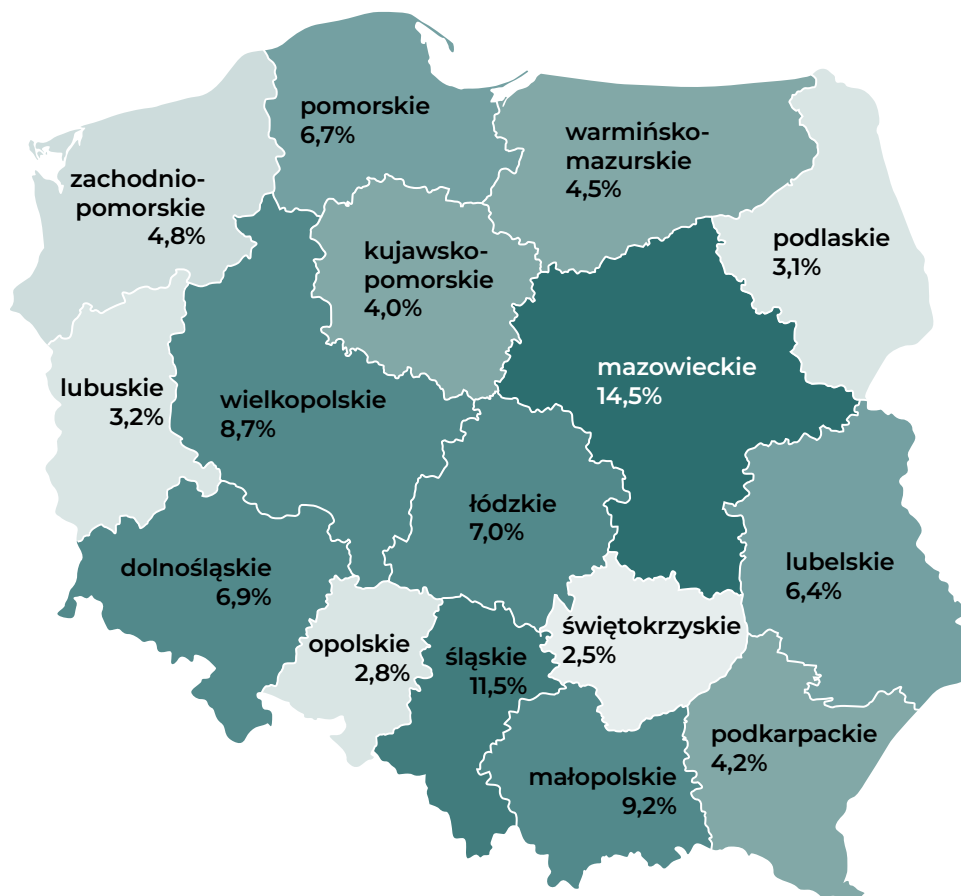 pomorskie
6,7%
warmińsko-
mazurskie
4,5%
zachodnio-
pomorskie
4,8%
kujawsko-
pomorskie
4,0%
podlaskie
3,1%
lubuskie
3,2%
wielkopolskie
8,7%
mazowieckie
14,5%
łódzkie
7,0%
dolnośląskie
6,9%
lubelskie
6,4%
opolskie
2,8%
śląskie
11,5%
świętokrzyskie
2,5%
małopolskie
9,2%
podkarpackie
4,2%